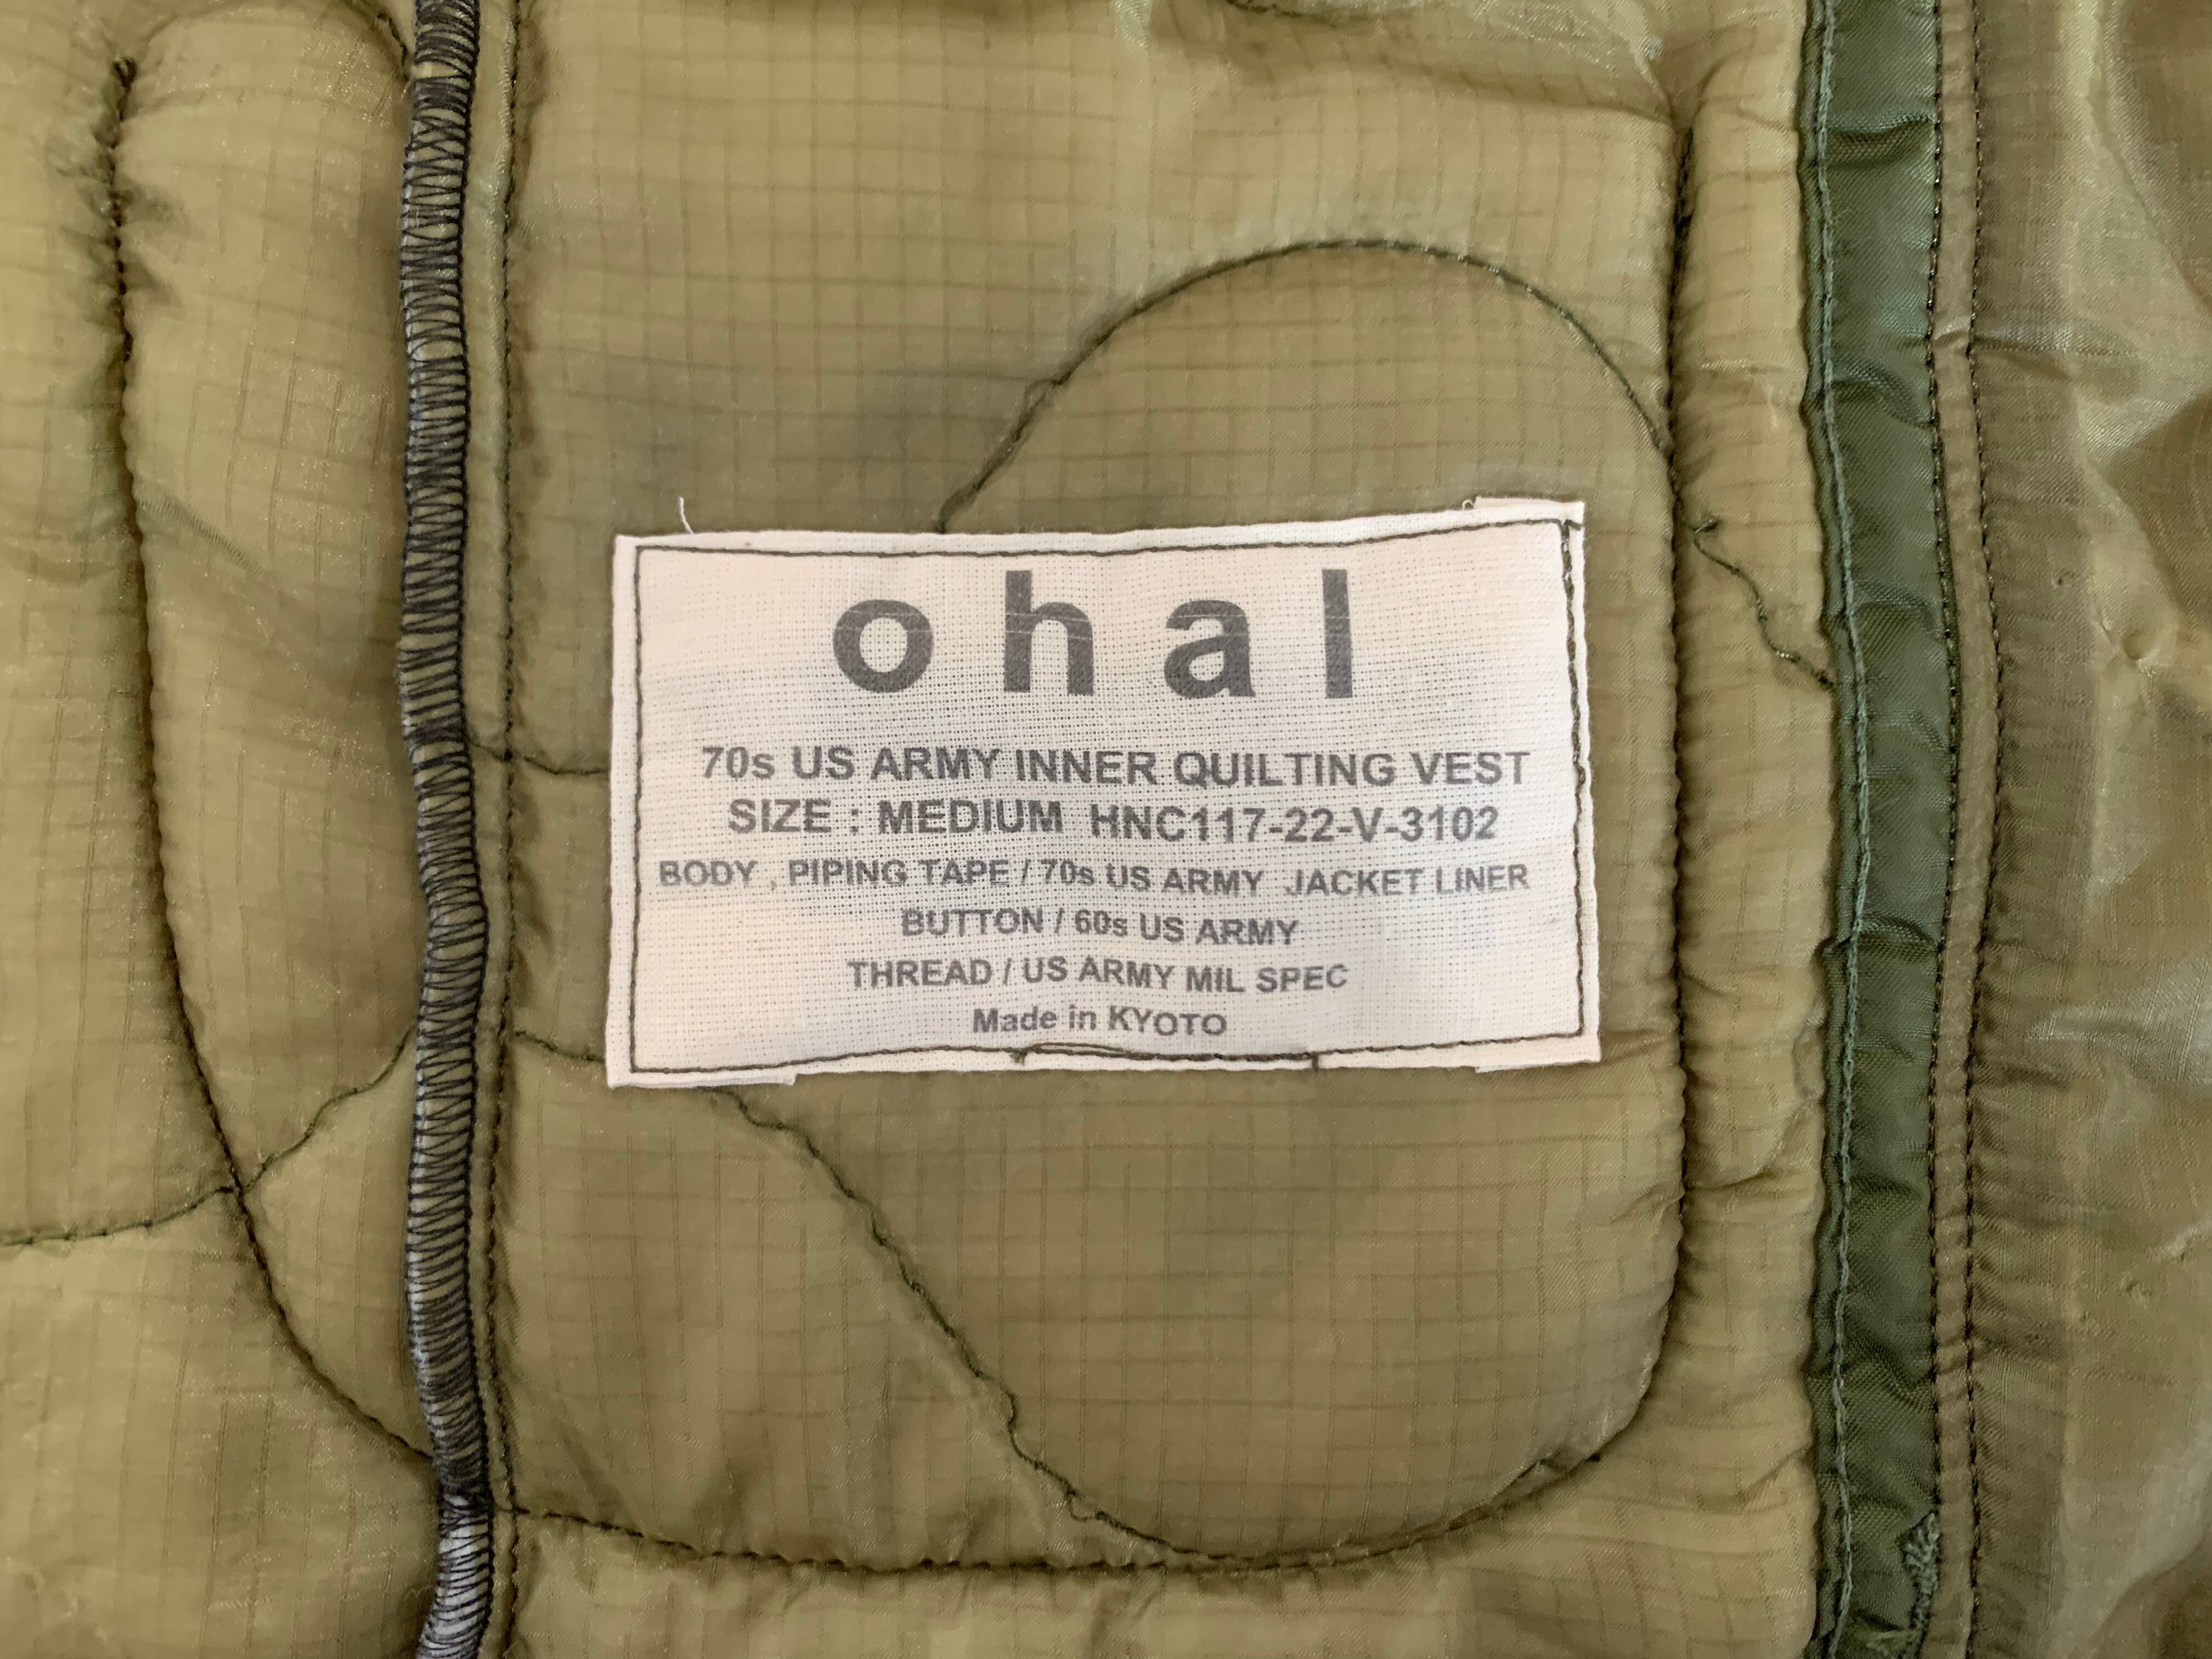 ohal
70s US ARMY INNER QUILTING VEST
SIZE : MEDIUM HNC117-22-V-3102
BODY , PIPING TAPE / 70s US ARMY JACKET LINER
BUTTON / 60s US ARMY
THREAD / US ARMY MIL SPEC
Made in KYOTO